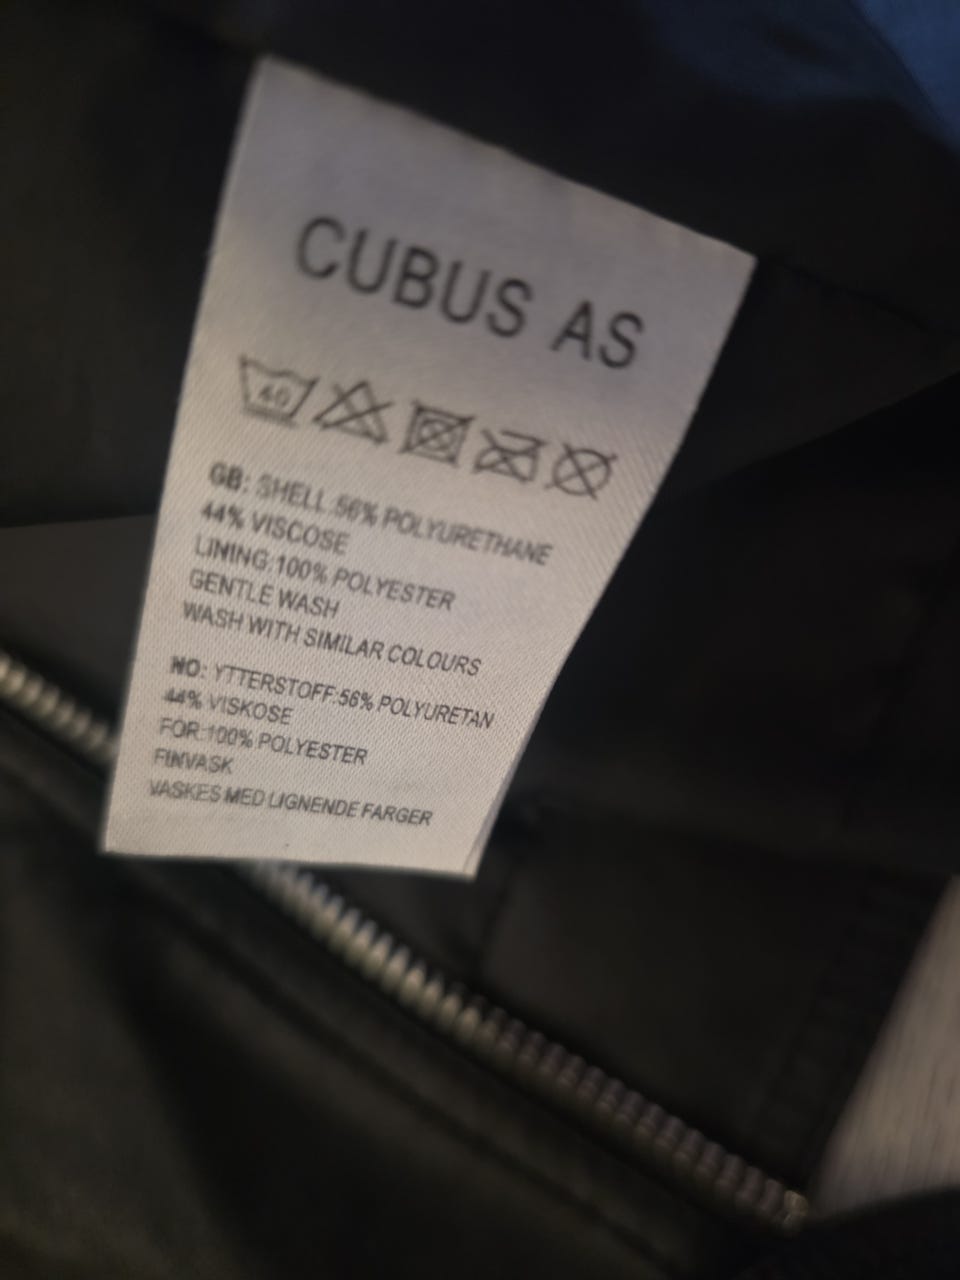 CUBUS AS
40
GB: SHELL:56% POLYURETHANE
44% VISCOSE
LINING:100% POLYESTER
GENTLE WASH
WASH WITH SIMILAR COLOURS
NO: YTTERSTOFF:56% POLYURETAN
44% VISKOSE
FOR:100% POLYESTER
FINVASK
VASKES MED LIGNENDE FARGER